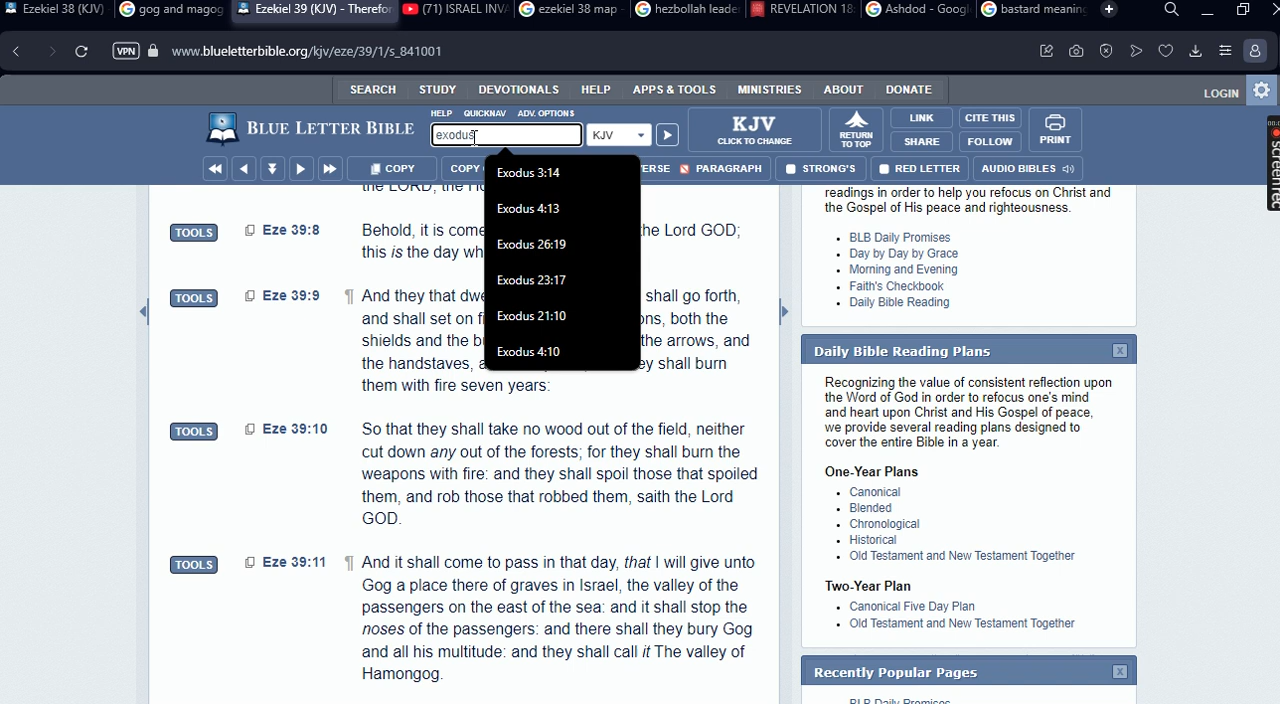 Ezekiel 38 (KJV)
gog and magog
Ezekiel 39 (KJV) - Therefor
(71) ISRAEL INVA
ezekiel 38 map -
hezbollah leade
REVELATION 18:
Ashdod - Googl
bastard meanin
VPN
www.blueletterbible.org/kjv/eze/39/1/s_841001
SEARCH STUDY DEVOTIONALS HELP APPS & TOOLS MINISTRIES ABOUT DONATE
LOGIN
BLUE LETTER BIBLE
HELP QUICKNAV ADV. OPTIONS
exodus
KJV
KJV
CLICK TO CHANGE
RETURN
TO TOP
LINK
CITE THIS
SHARE
FOLLOW
PRINT
COPY
COPY
ERSE
PARAGRAPH
STRONG'S
RED LETTER
AUDIO BIBLES
Exodus 3:14
Exodus 4:13
Exodus 26:19
Exodus 23:17
Exodus 21:10
Exodus 4:10
the LORD, the Ho
TOOLS Eze 39:8 Behold, it is come the Lord GOD;
this is the day wh
TOOLS Eze 39:9 ¶ And they that dwe shall go forth,
and shall set on fi ons, both the
shields and the bu the arrows, and
the handstaves, a ey shall burn
them with fire seven years:
TOOLS Eze 39:10 So that they shall take no wood out of the field, neither
cut down any out of the forests; for they shall burn the
weapons with fire: and they shall spoil those that spoiled
them, and rob those that robbed them, saith the Lord
GOD.
TOOLS Eze 39:11 ¶ And it shall come to pass in that day, that I will give unto
Gog a place there of graves in Israel, the valley of the
passengers on the east of the sea: and it shall stop the
noses of the passengers: and there shall they bury Gog
and all his multitude: and they shall call it The valley of
Hamongog.
readings in order to help you refocus on Christ and
the Gospel of His peace and righteousness.
BLB Daily Promises
Day by Day by Grace
Morning and Evening
Faith's Checkbook
Daily Bible Reading
Daily Bible Reading Plans
Recognizing the value of consistent reflection upon
the Word of God in order to refocus one's mind
and heart upon Christ and His Gospel of peace,
we provide several reading plans designed to
cover the entire Bible in a year.
One-Year Plans
Canonical
Blended
Chronological
Historical
Old Testament and New Testament Together
Two-Year Plan
Canonical Five Day Plan
Old Testament and New Testament Together
Recently Popular Pages
BLB Daily Promises
screenrec